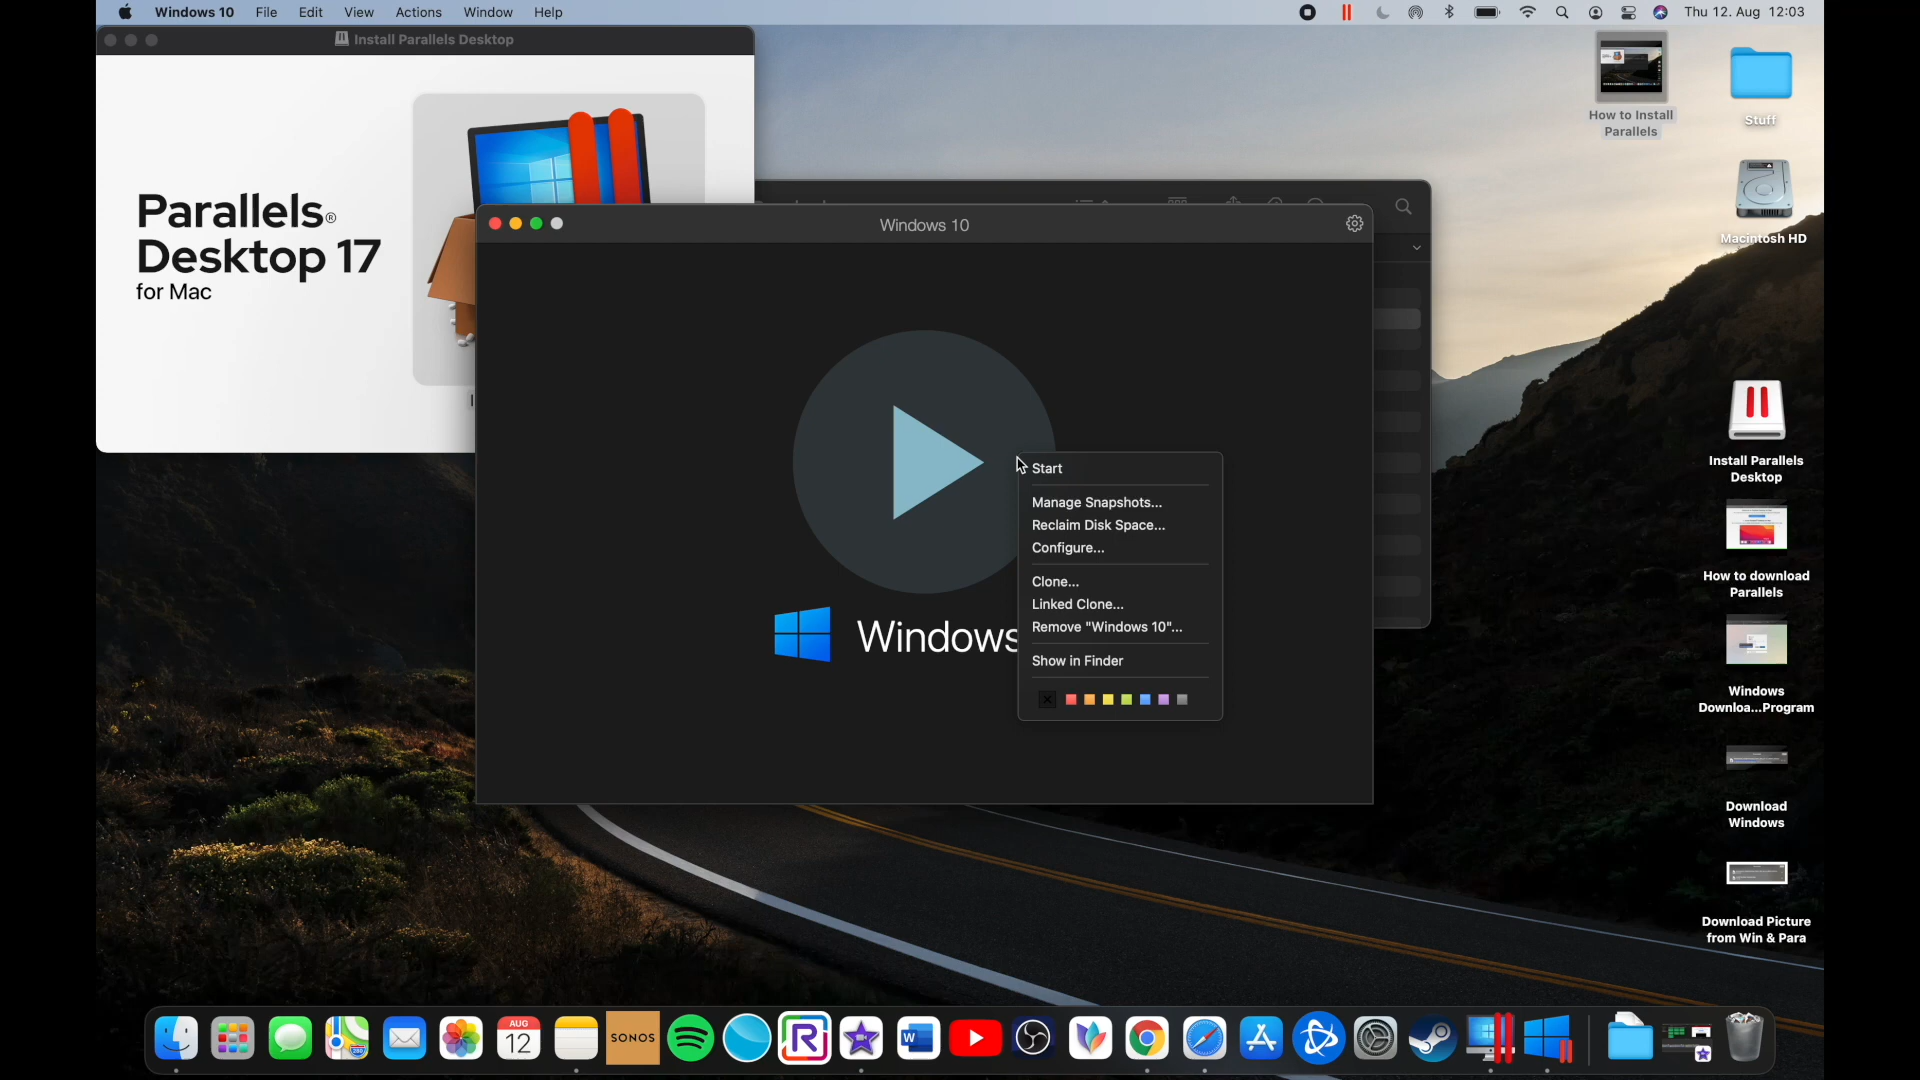 Windows 10 File Edit View Actions Window Help
Thu 12. Aug 12:03
Install Parallels Desktop
Parallels®
Desktop 17
for Mac
Windows 10
Windows
Start
Manage Snapshots...
Reclaim Disk Space...
Configure...
Clone...
Linked Clone...
Remove "Windows 10"...
Show in Finder
How to Install
Parallels
Stuff
Macintosh HD
Install Parallels
Desktop
How to download
Parallels
Windows
Downloa...Program
Download
Windows
Download Picture
from Win & Para
AUG
12
SONOS
280
W